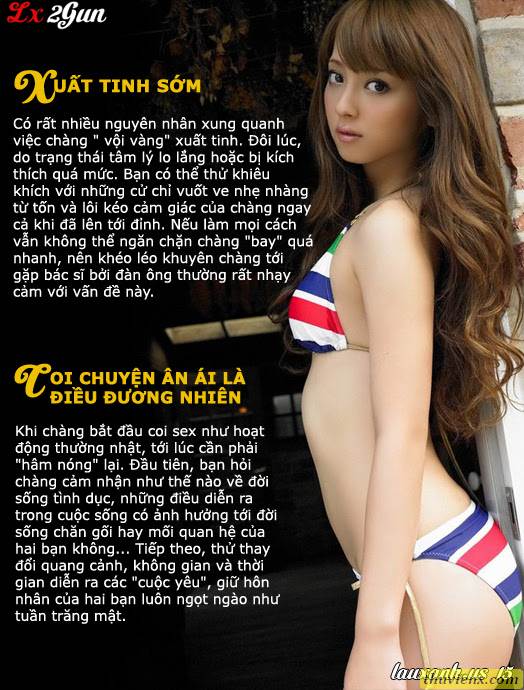 Lx 2Gun
XUẤT TINH SỚM
Có rất nhiều nguyên nhân xung quanh
việc chàng " vội vàng" xuất tinh. Đôi lúc,
do trạng thái tâm lý lo lắng hoặc bị kích
thích quá mức. Bạn có thể thử khiêu
khích với những cử chỉ vuốt ve nhẹ nhàng
từ tốn và lôi kéo cảm giác của chàng ngay
cả khi đã lên tới đỉnh. Nếu làm mọi cách
vẫn không thể ngăn chặn chàng "bay" quá
nhanh, nên khéo léo khuyên chàng tới
gặp bác sĩ bởi đàn ông thường rất nhạy
cảm với vấn đề này.
COI CHUYỆN ÂN ÁI LÀ
ĐIỀU ĐƯƠNG NHIÊN
Khi chàng bắt đầu coi sex như hoạt
động thường nhật, tới lúc cần phải
"hâm nóng" lại. Đầu tiên, bạn hỏi
chàng cảm nhận như thế nào về đời
sống tình dục, những điều diễn ra
trong cuộc sống có ảnh hưởng tới đời
sống chăn gối hay mối quan hệ của
hai bạn không... Tiếp theo, thử thay
đổi quang cảnh, không gian và thời
gian diễn ra các "cuộc yêu", giữ hôn
nhân của hai bạn luôn ngọt ngào như
tuần trăng mật.
lauxanh.us_15
thuvienx.com